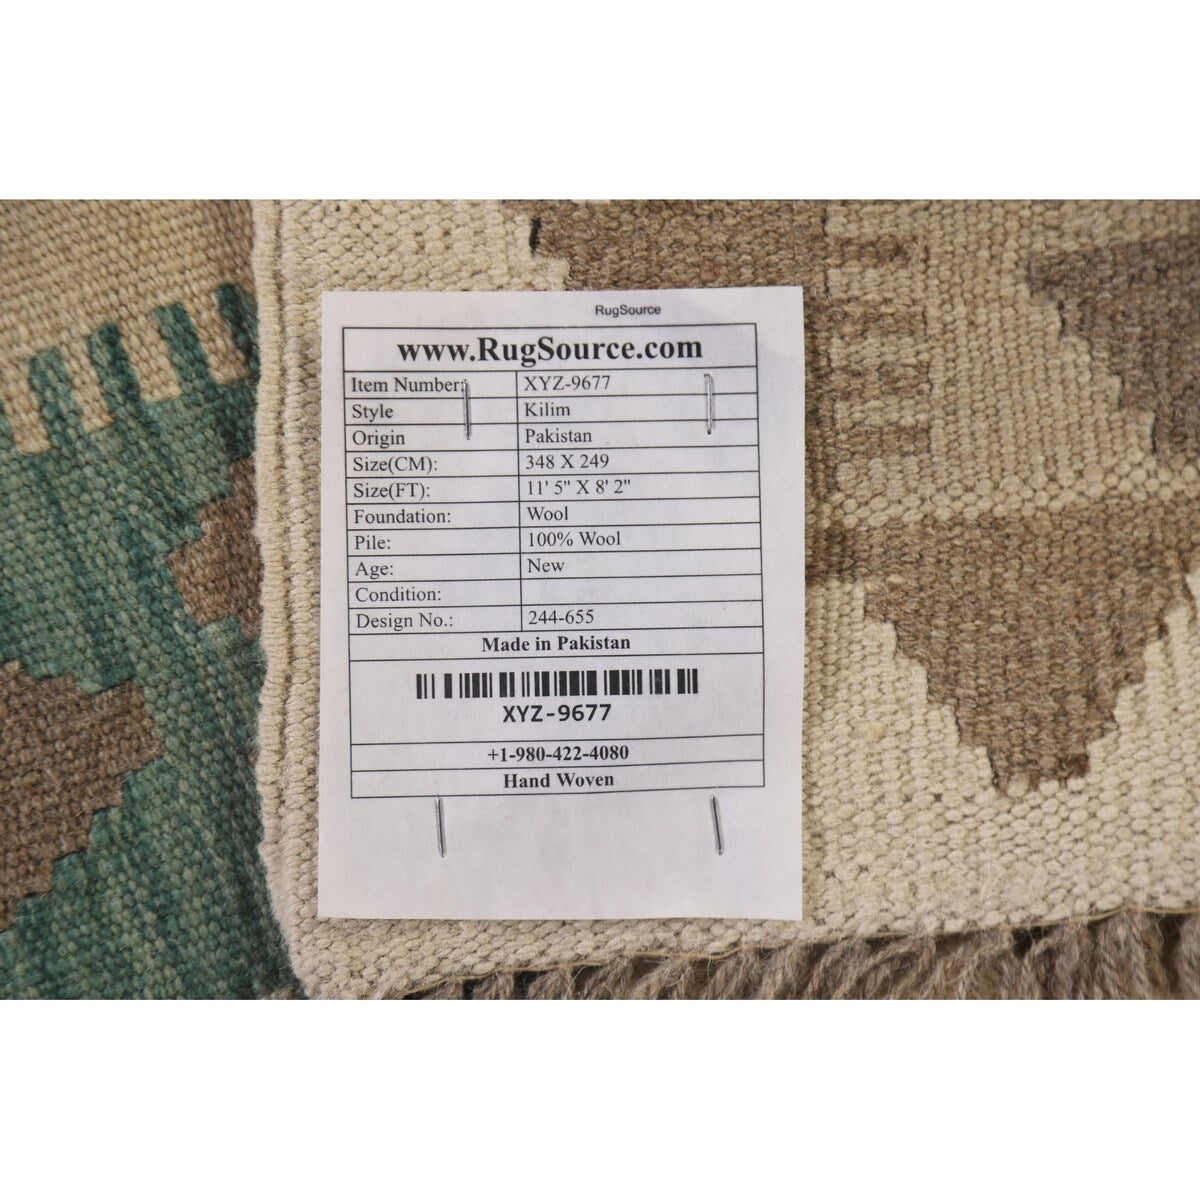 RugSource
www.RugSource.com
Item Number: XYZ-9677
Style Kilim
Origin Pakistan
Size(CM): 348 X 249
Size(FT): 11' 5" X 8' 2"
Foundation: Wool
Pile: 100% Wool
Age: New
Condition:
Design No.: 244-655
Made in Pakistan
XYZ-9677
+1-980-422-4080
Hand Woven